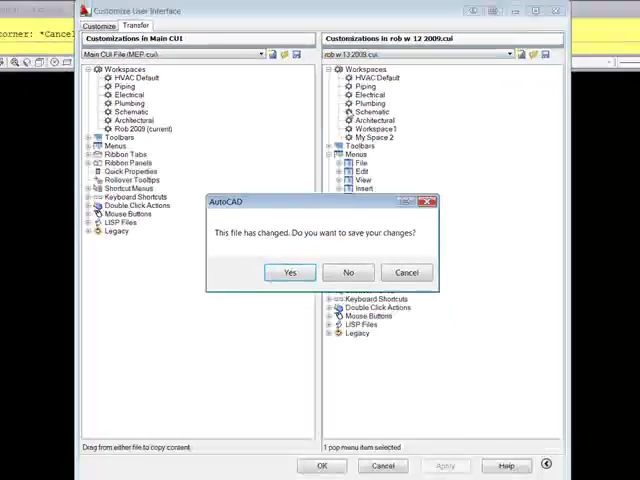 Customize User Interface
orner: *Cancel
Customize
Transfer
Customizations in Main CUI
Main CUI File (MEP.cui)
Workspaces
HVAC Default
Piping
Electrical
Plumbing
Schematic
Architectural
Rob 2009 (current)
Toolbars
Menus
Ribbon Tabs
Ribbon Panels
Quick Properties
Rollover Tooltips
Shortcut Menus
Keyboard Shortcuts
Double Click Actions
Mouse Buttons
LISP Files
Legacy
Drag from either file to copy content.
Customizations in rob w 13 2009.cui
rob w 13 2009.cui
Workspaces
HVAC Default
Piping
Electrical
Plumbing
Schematic
Architectural
Workspace1
My Space 2
Toolbars
Menus
File
Edit
View
Insert
AutoCAD
This file has changed. Do you want to save your changes?
Yes
No
Cancel
Keyboard Shortcuts
Double Click Actions
Mouse Buttons
LISP Files
Legacy
1 pop menu item selected
OK
Cancel
Apply
Help